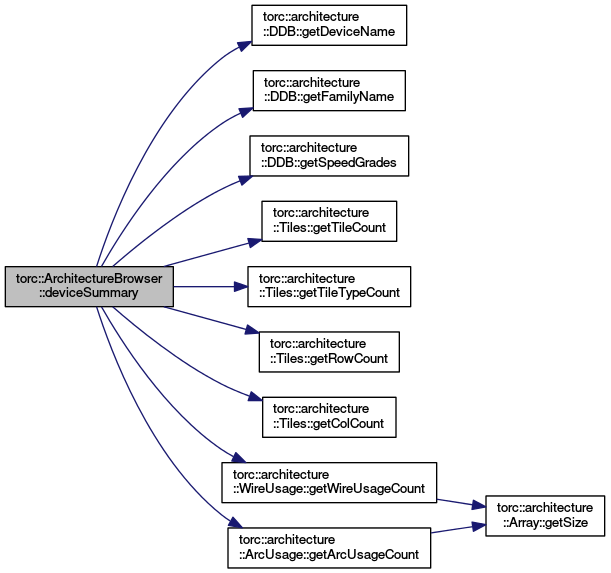 torc::architecture
::DDB::getDeviceName
torc::architecture
::DDB::getFamilyName
torc::architecture
::DDB::getSpeedGrades
torc::architecture
::Tiles::getTileCount
torc::ArchitectureBrowser
::deviceSummary
torc::architecture
::Tiles::getTileTypeCount
torc::architecture
::Tiles::getRowCount
torc::architecture
::Tiles::getColCount
torc::architecture
::WireUsage::getWireUsageCount
torc::architecture
::Array::getSize
torc::architecture
::ArcUsage::getArcUsageCount